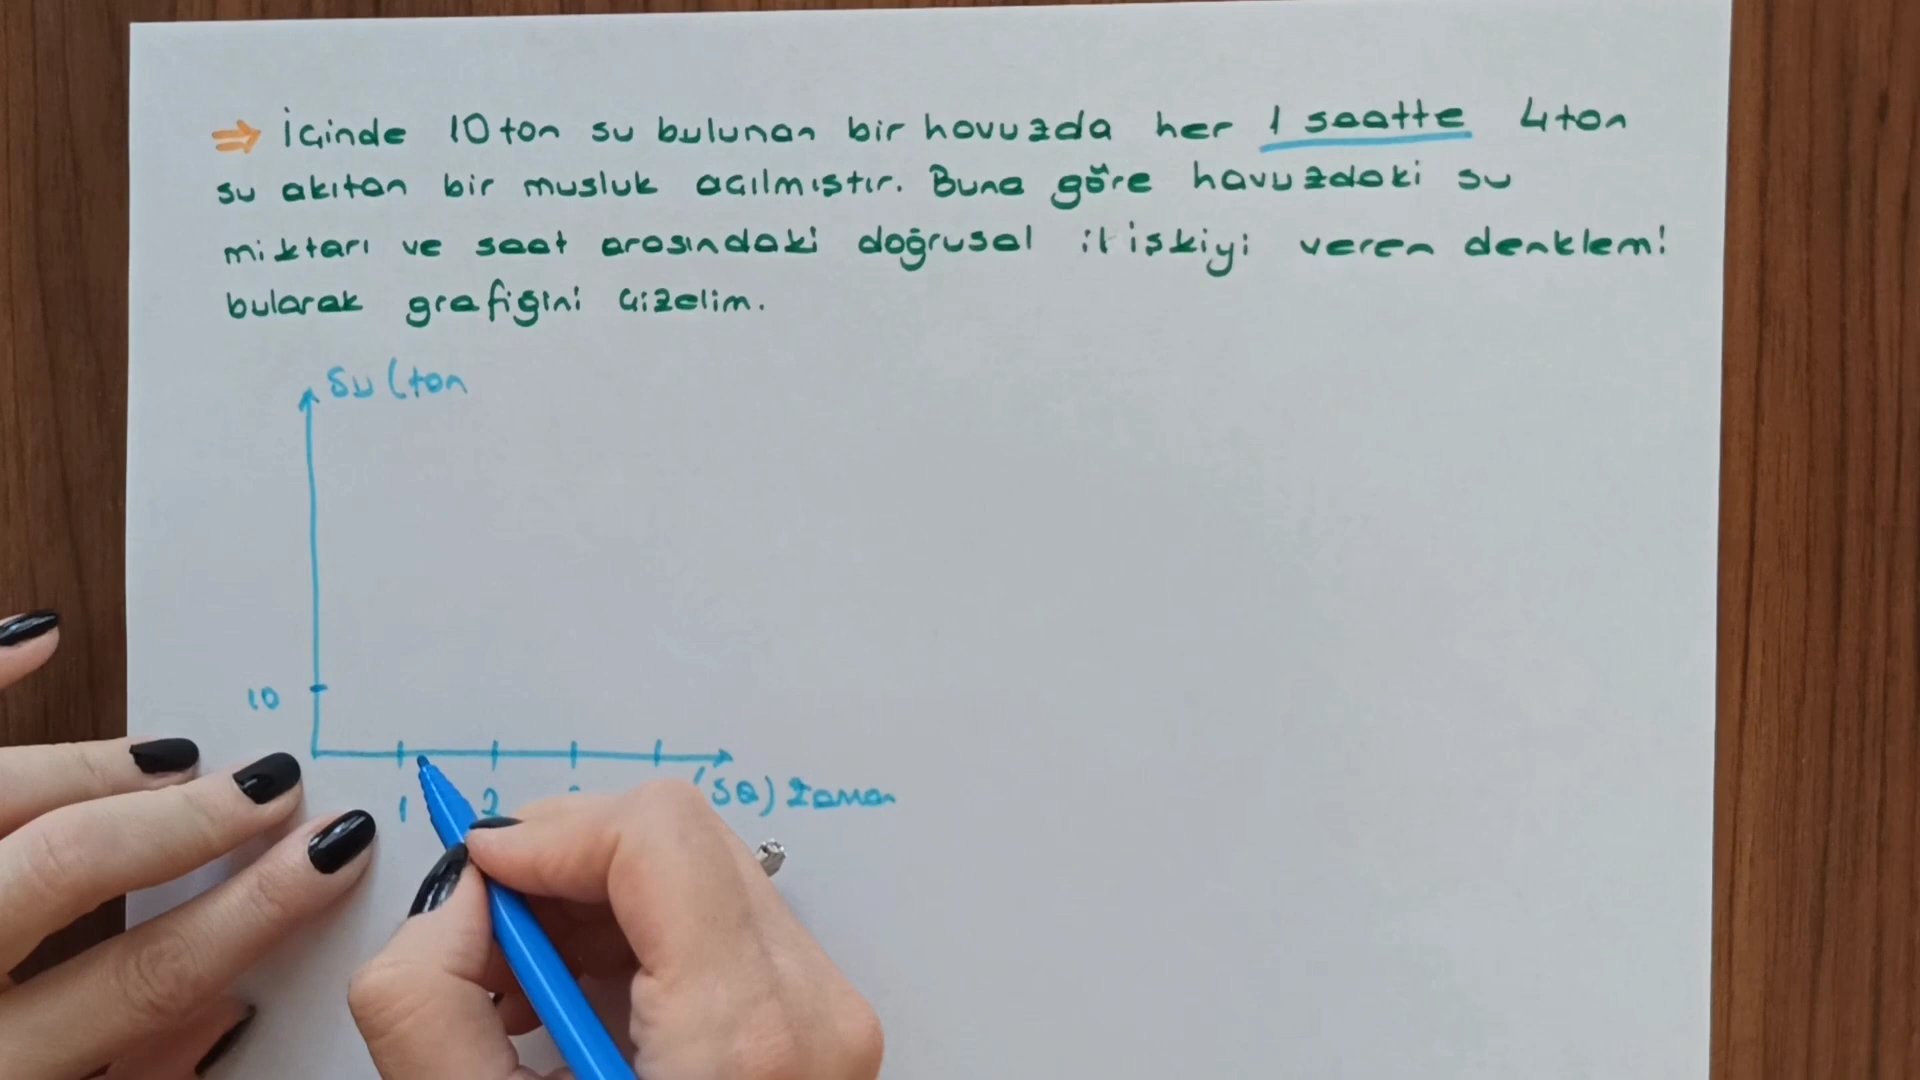 ⇒ İçinde 10 ton su bulunan bir havuzda her 1 saatte 4 ton
su akıtan bir musluk açılmıştır. Buna göre havuzdaki su
miktarı ve saat arasındaki doğrusal ilişkiyi veren denklemi
bularak grafiğini çizelim.
Su (ton
10
1 2
(sa) Zaman